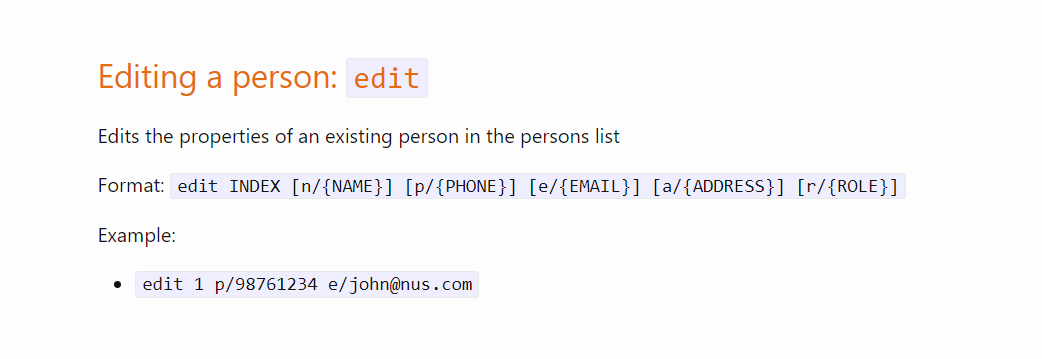 Editing a person: edit
Edits the properties of an existing person in the persons list
Format: edit INDEX [n/{NAME}] [p/{PHONE}] [e/{EMAIL}] [a/{ADDRESS}] [r/{ROLE}]
Example:
• edit 1 p/98761234 e/john@nus.com